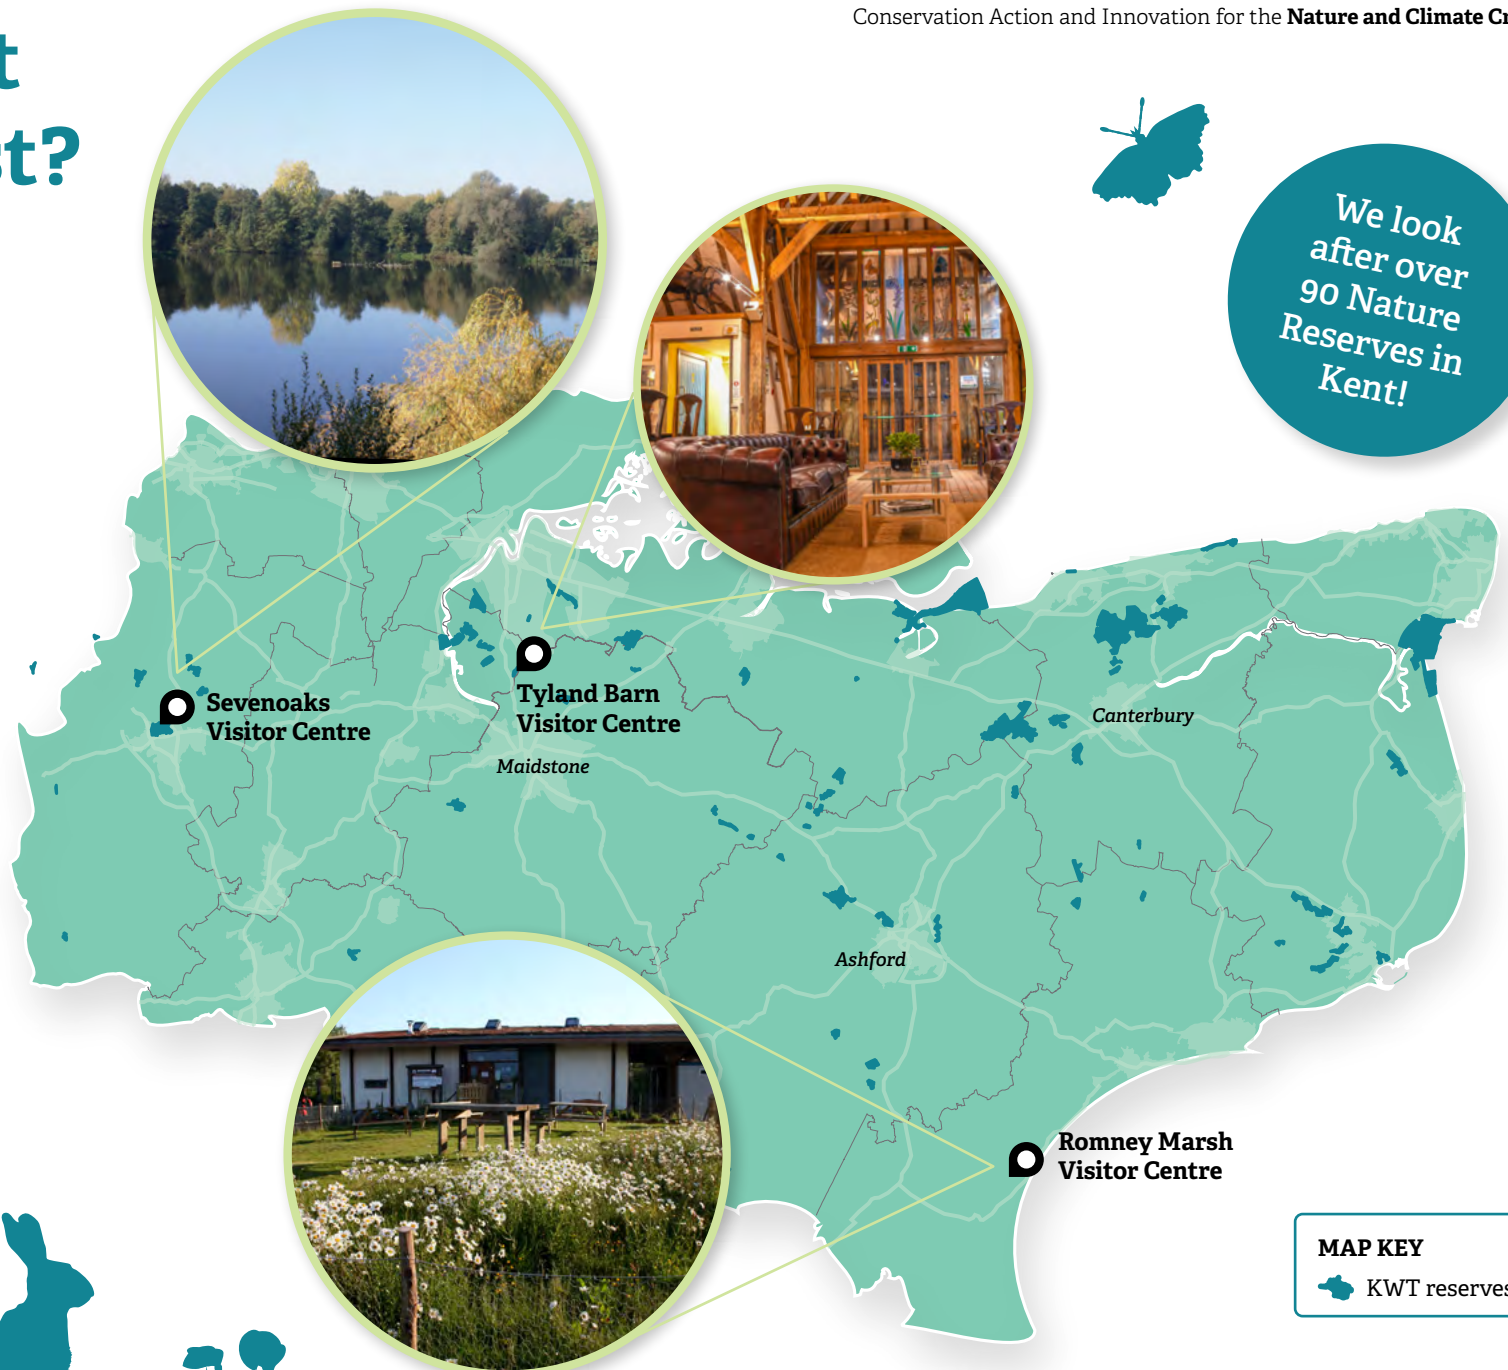 Conservation Action and Innovation for the Nature and Climate
t
st?
We look
after over
90 Nature
Reserves in
Kent!
Sevenoaks
Visitor Centre
Tyland Barn
Visitor Centre
Maidstone
Canterbury
Ashford
Romney Marsh
Visitor Centre
MAP KEY
KWT reserves